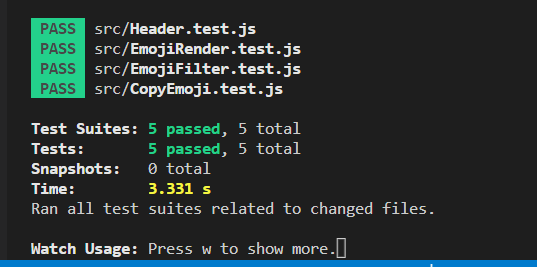 PASS src/Header.test.js
PASS src/EmojiRender.test.js
PASS src/EmojiFilter.test.js
PASS src/CopyEmoji.test.js
Test Suites: 5 passed, 5 total
Tests: 5 passed, 5 total
Snapshots: 0 total
Time: 3.331 s
Ran all test suites related to changed files.
Watch Usage: Press w to show more.